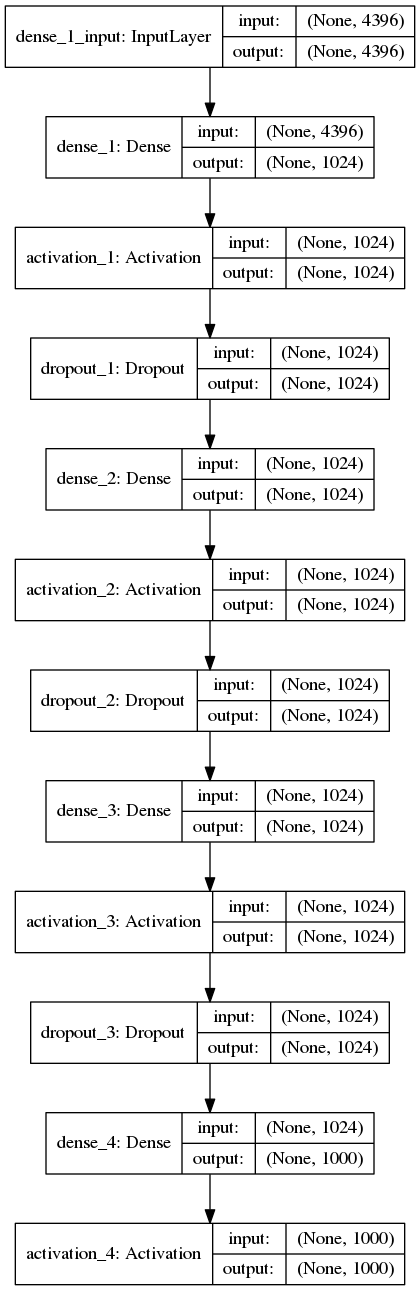 dense_1_input: InputLayer input: (None, 4396)
output: (None, 4396)
dense_1: Dense input: (None, 4396)
output: (None, 1024)
activation_1: Activation input: (None, 1024)
output: (None, 1024)
dropout_1: Dropout input: (None, 1024)
output: (None, 1024)
dense_2: Dense input: (None, 1024)
output: (None, 1024)
activation_2: Activation input: (None, 1024)
output: (None, 1024)
dropout_2: Dropout input: (None, 1024)
output: (None, 1024)
dense_3: Dense input: (None, 1024)
output: (None, 1024)
activation_3: Activation input: (None, 1024)
output: (None, 1024)
dropout_3: Dropout input: (None, 1024)
output: (None, 1024)
dense_4: Dense input: (None, 1024)
output: (None, 1000)
activation_4: Activation input: (None, 1000)
output: (None, 1000)